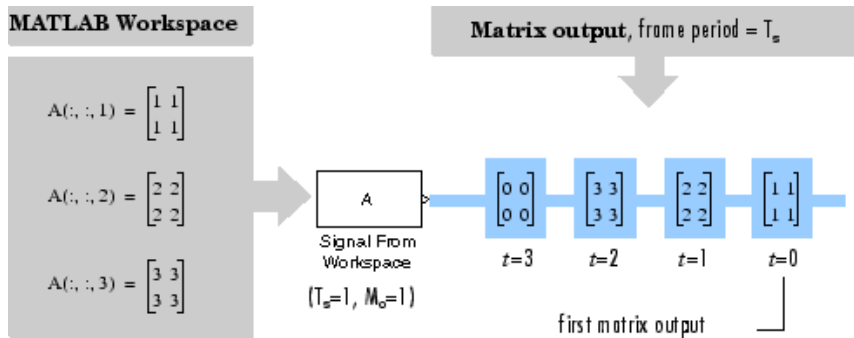 MATLAB Workspace
Matrix output, frame period = Tₛ
A(:, :, 1) = [1 1
1 1]
A(:, :, 2) = [2 2
2 2]
A(:, :, 3) = [3 3
3 3]
A
Signal From
Workspace
(Tₛ=1, Mₒ=1)
[0 0
0 0]
[3 3
3 3]
[2 2
2 2]
[1 1
1 1]
t=3
t=2
t=1
t=0
first matrix output